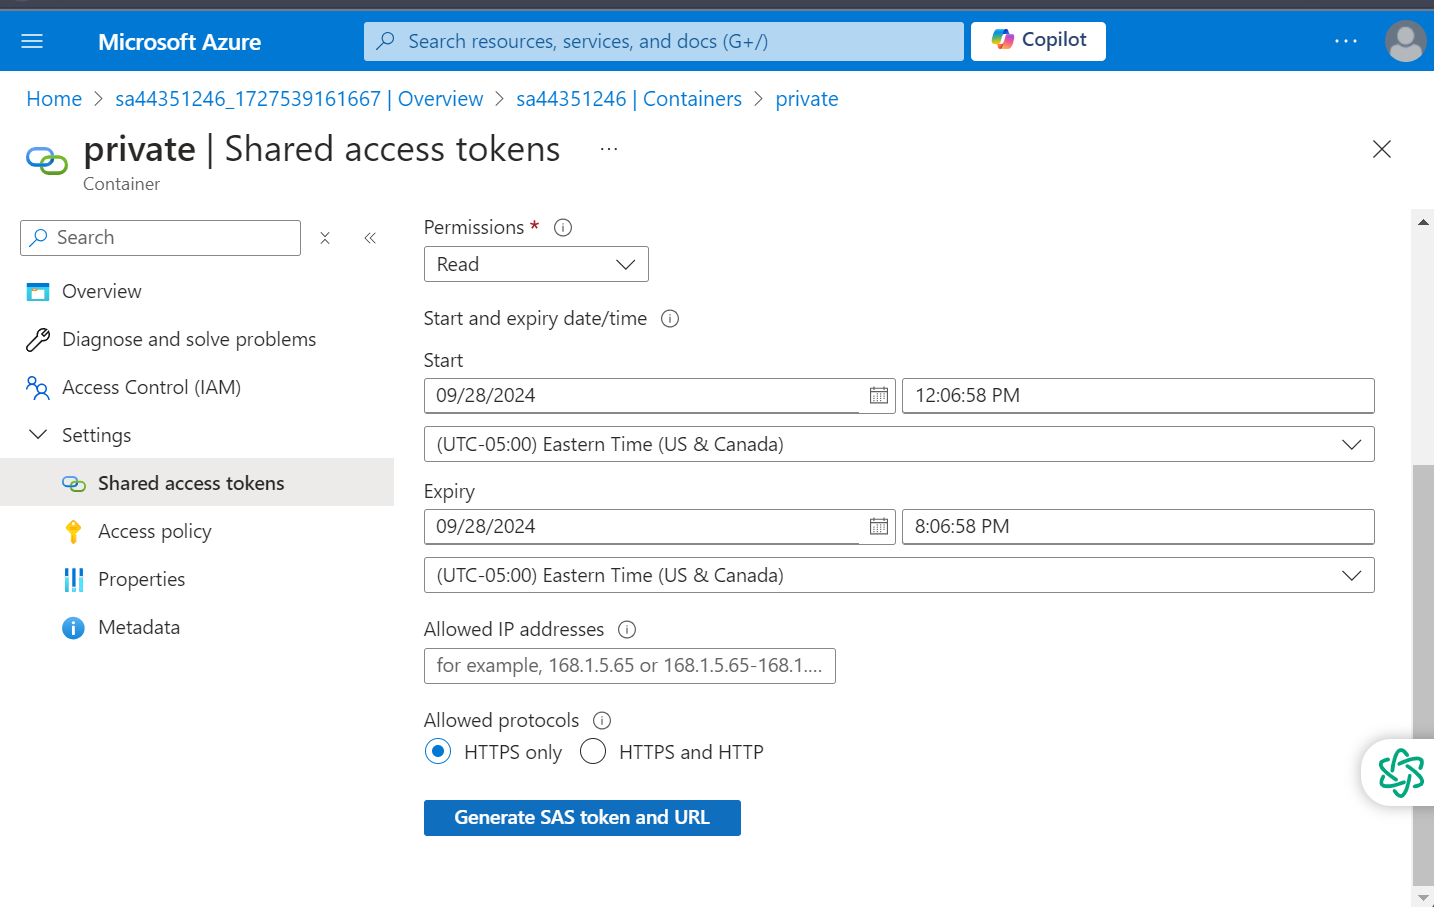 Microsoft Azure
Search resources, services, and docs (G+/)
Copilot
...
Home > sa44351246_1727539161667 | Overview > sa44351246 | Containers > private
private | Shared access tokens ...
Container
Search
Overview
Diagnose and solve problems
Access Control (IAM)
Settings
Shared access tokens
Access policy
Properties
Metadata
Permissions *
Read
Start and expiry date/time
Start
09/28/2024
12:06:58 PM
(UTC-05:00) Eastern Time (US & Canada)
Expiry
09/28/2024
8:06:58 PM
(UTC-05:00) Eastern Time (US & Canada)
Allowed IP addresses
for example, 168.1.5.65 or 168.1.5.65-168.1....
Allowed protocols
HTTPS only
HTTPS and HTTP
Generate SAS token and URL